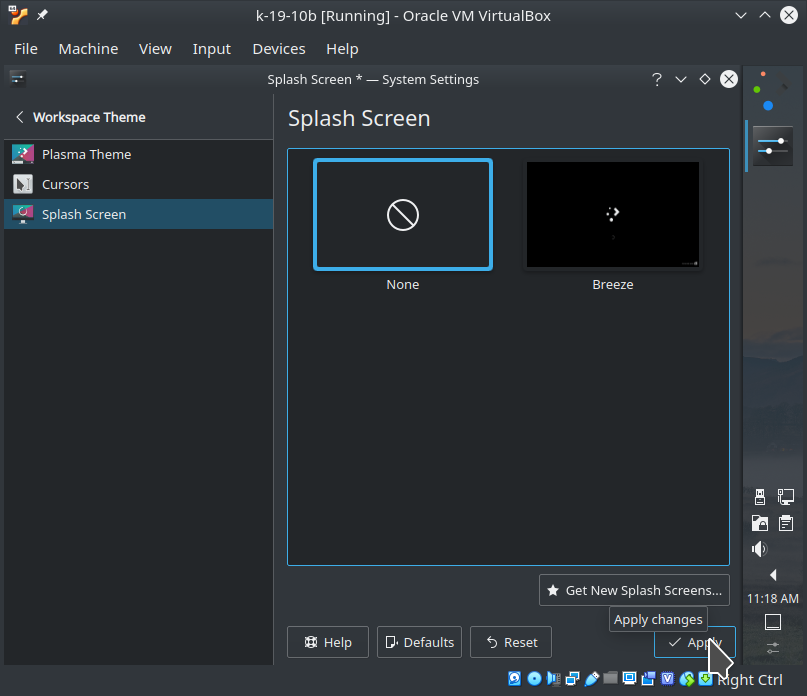 k-19-10b [Running] - Oracle VM VirtualBox
File Machine View Input Devices Help
Splash Screen * — System Settings
?
Workspace Theme
Splash Screen
Plasma Theme
Cursors
Splash Screen
None
Breeze
Get New Splash Screens...
Apply changes
Help
Defaults
Reset
Apply
11:18 AM
Right Ctrl